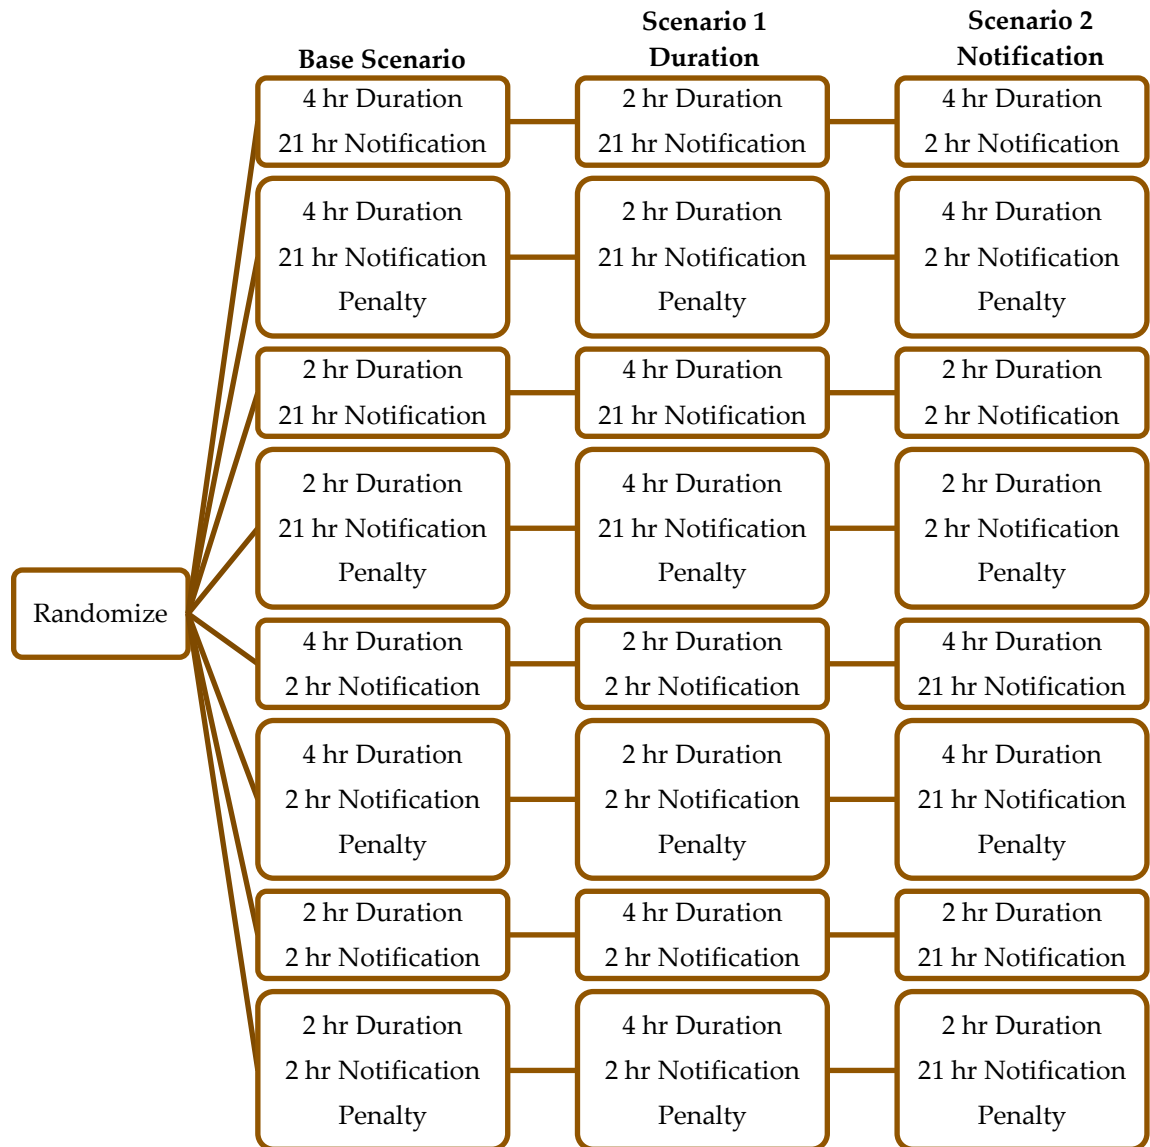 Base Scenario
Scenario 1
Duration
Scenario 2
Notification
Randomize
4 hr Duration
21 hr Notification
2 hr Duration
21 hr Notification
4 hr Duration
2 hr Notification
4 hr Duration
21 hr Notification
Penalty
2 hr Duration
21 hr Notification
Penalty
4 hr Duration
2 hr Notification
Penalty
2 hr Duration
21 hr Notification
4 hr Duration
21 hr Notification
2 hr Duration
2 hr Notification
2 hr Duration
21 hr Notification
Penalty
4 hr Duration
21 hr Notification
Penalty
2 hr Duration
2 hr Notification
Penalty
4 hr Duration
2 hr Notification
2 hr Duration
2 hr Notification
4 hr Duration
21 hr Notification
4 hr Duration
2 hr Notification
Penalty
2 hr Duration
2 hr Notification
Penalty
4 hr Duration
21 hr Notification
Penalty
2 hr Duration
2 hr Notification
4 hr Duration
2 hr Notification
2 hr Duration
21 hr Notification
2 hr Duration
2 hr Notification
Penalty
4 hr Duration
2 hr Notification
Penalty
2 hr Duration
21 hr Notification
Penalty